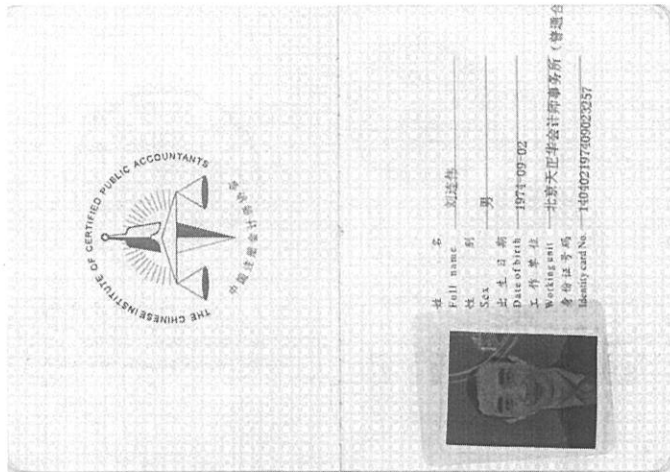 THE CHINESE INSTITUTE OF CERTIFIED PUBLIC ACCOUNTANTS
中国注册会计师协会
姓名 刘连伟
Full name
性别 男
Sex
出生日期 1974-09-02
Date of birth
工作单位 北京天正华会计师事务所（普通合
Working unit
身份证号码 140402197409023257
Identity card No.